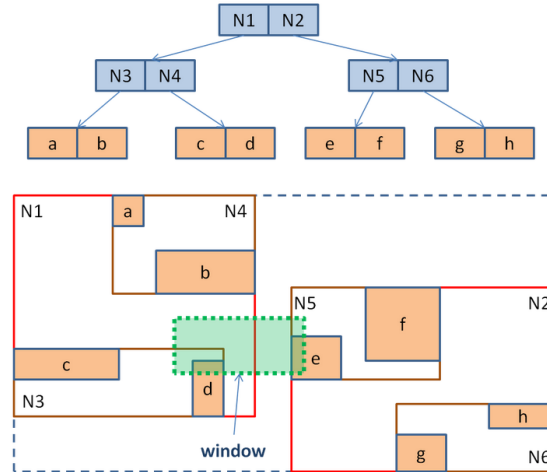 N1 N2
N3 N4 N5 N6
a b c d e f g h
N1 a N4
b
N5 N2
f
e
c
d
N3
h
window
g N6